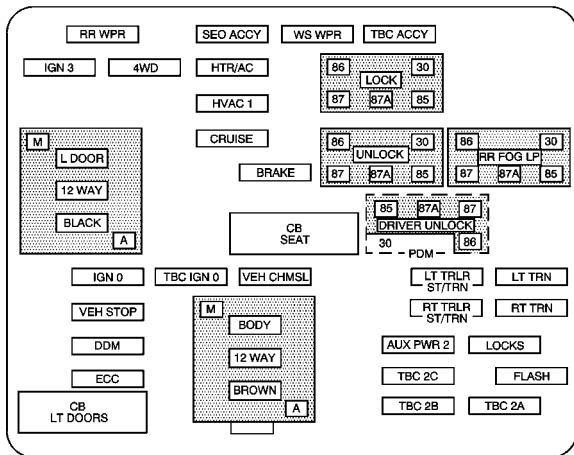 RR WPR SEO ACCY WS WPR TBC ACCY
IGN 3 4WD HTR/AC
86 30
LOCK
87 87A 85
HVAC 1
CRUISE
M
L DOOR
12 WAY
BLACK
A
86 30
UNLOCK
87 87A 85
86 30
RR FOG LP
87 87A 85
BRAKE
CB
SEAT
85 87A 87
DRIVER UNLOCK
30 86
PDM
IGN 0 TBC IGN 0 VEH CHMSL
LT TRLR
ST/TRN
LT TRN
VEH STOP
M
BODY
12 WAY
BROWN
A
RT TRLR
ST/TRN
RT TRN
DDM
AUX PWR 2 LOCKS
ECC
TBC 2C FLASH
CB
LT DOORS
TBC 2B TBC 2A